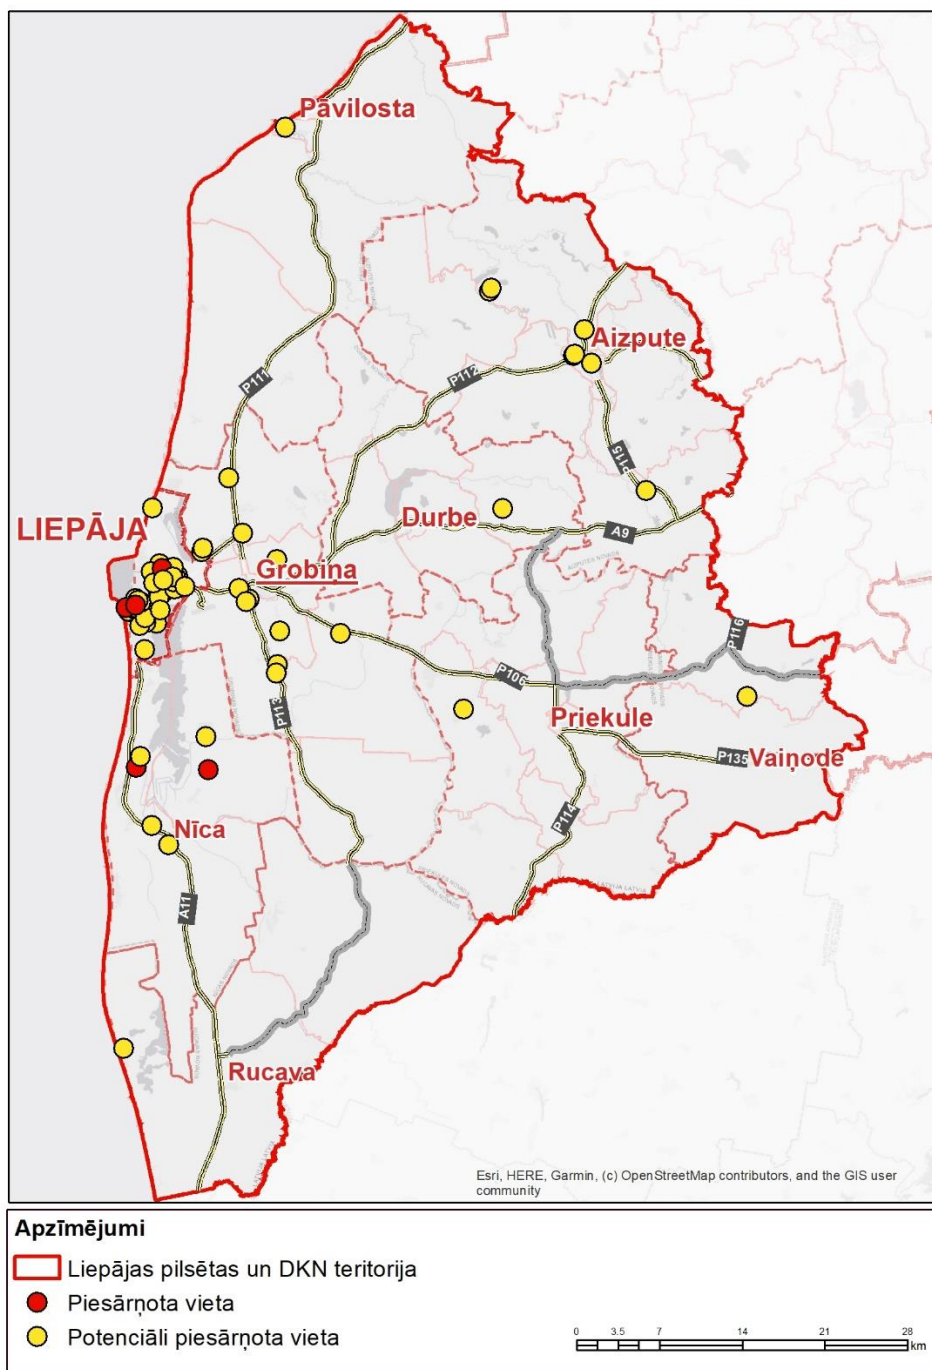 Pāvilosta
Aizpute
P112
P111
P115
LIEPĀJA
Durbe
A9
AIZPUTES NOVADS
Grobiņa
P116
P106
P113
Priekule
P135
Vaiņode
P114
Nīca
A11
Rucava
Esri, HERE, Garmin, (c) OpenStreetMap contributors, and the GIS user
community
Apzīmējumi
Liepājas pilsētas un DKN teritorija
Piesārņota vieta
Potenciāli piesārņota vieta
0 3.5 7 14 21 28
km